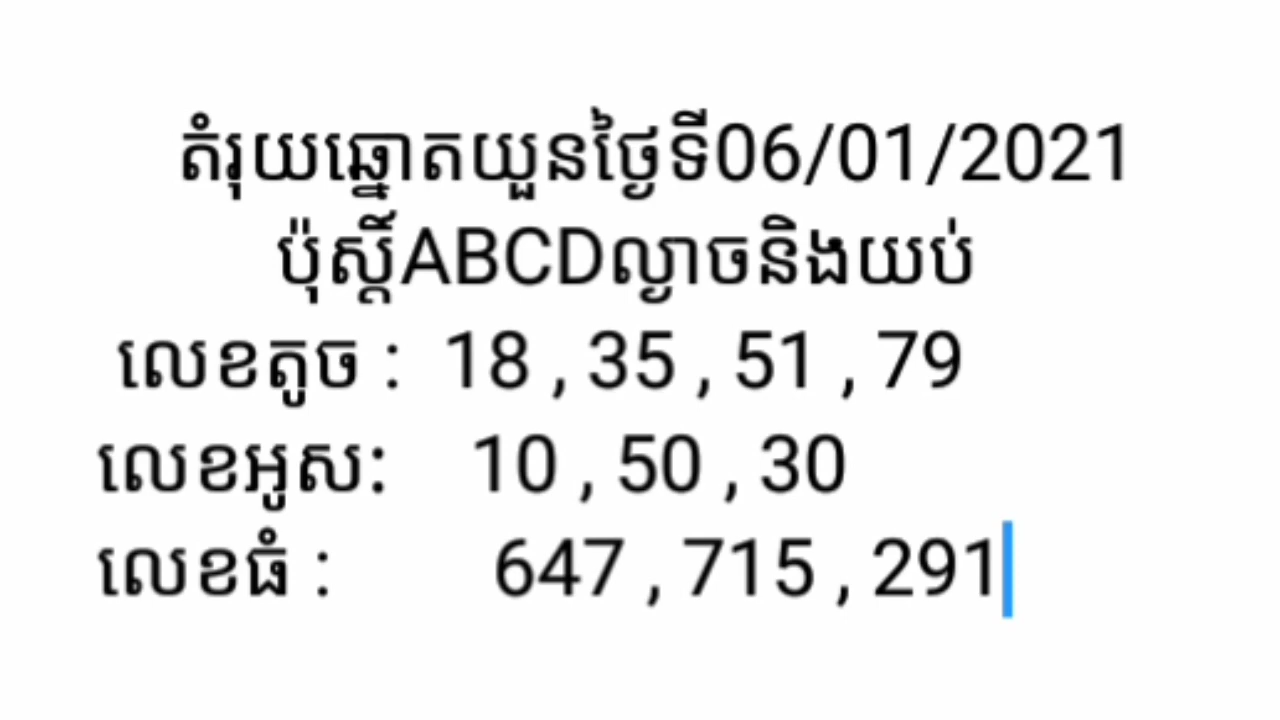 តំរុយឆ្នោតយួនថ្ងៃទី06/01/2021
ប៉ុស្តិ៍ABCDល្ងាចនិងយប់
លេខតូច : 18 , 35 , 51 , 79
លេខអូស: 10 , 50 , 30
លេខធំ : 647 , 715 , 291